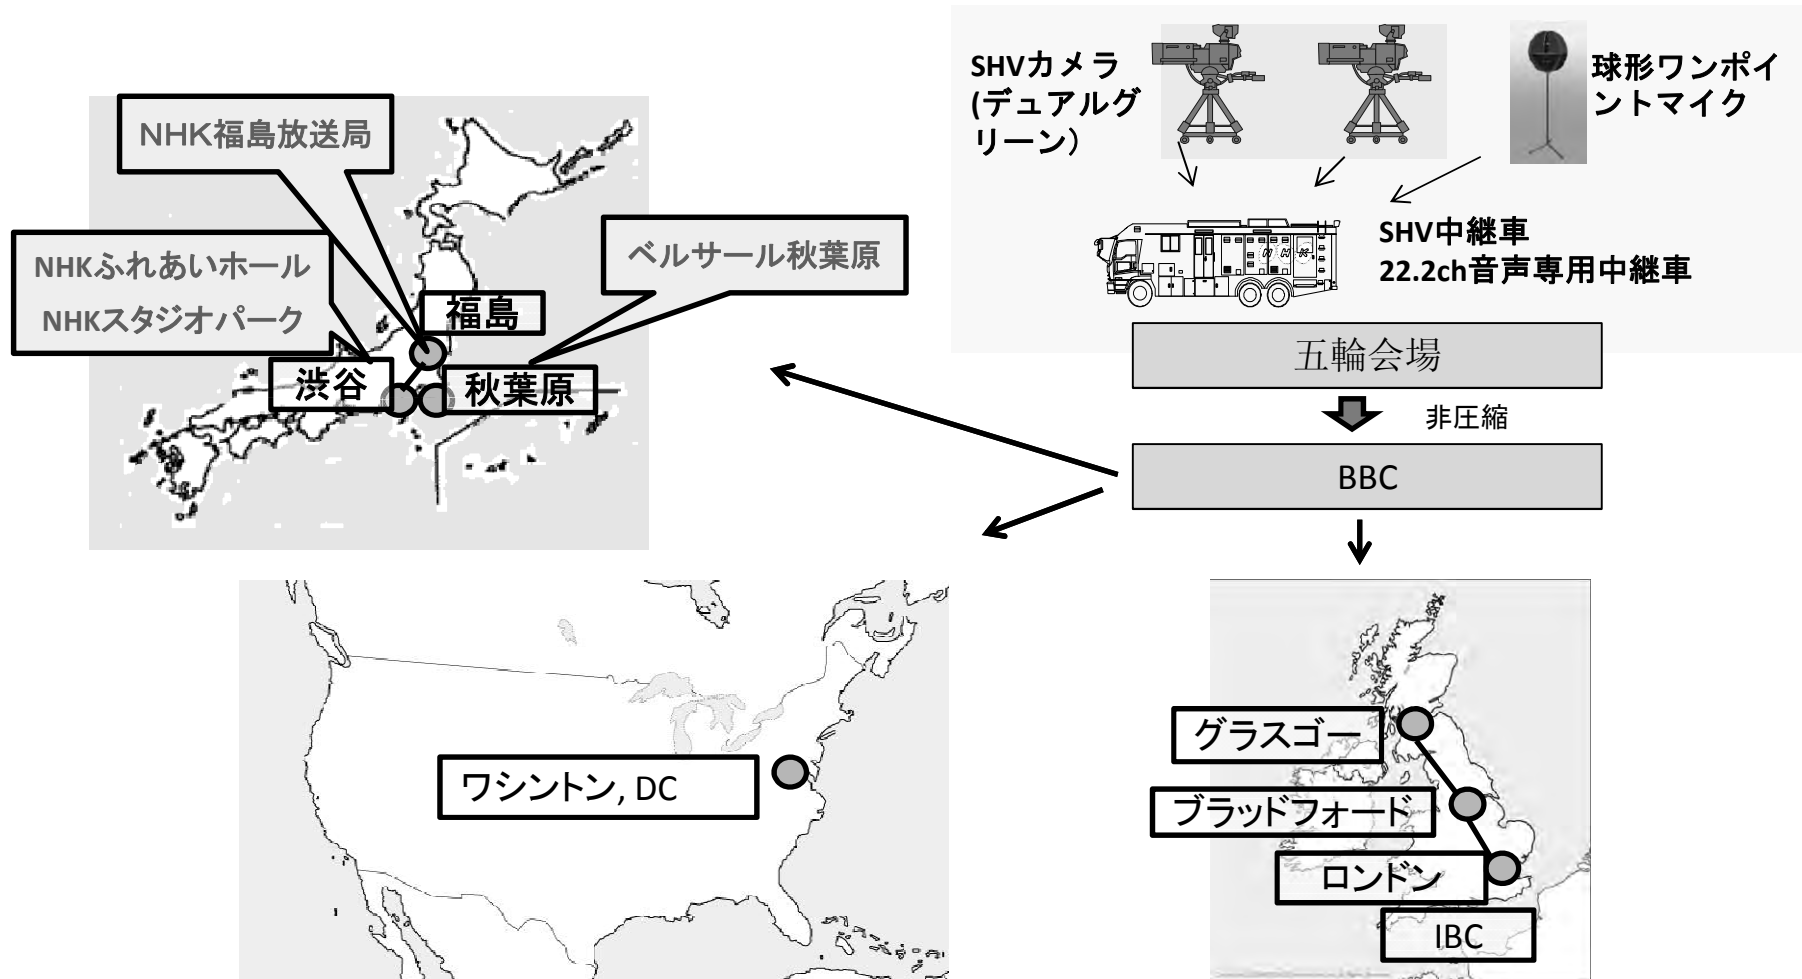 SHVカメラ
(デュアルグ
リーン）
球形ワンポイ
ントマイク
NHK福島放送局
NHKふれあいホール
NHKスタジオパーク
ベルサール秋葉原
福島
渋谷
秋葉原
NHK
SHV中継車
22.2ch音声専用中継車
五輪会場
非圧縮
BBC
ワシントン, DC
グラスゴー
ブラッドフォード
ロンドン
IBC